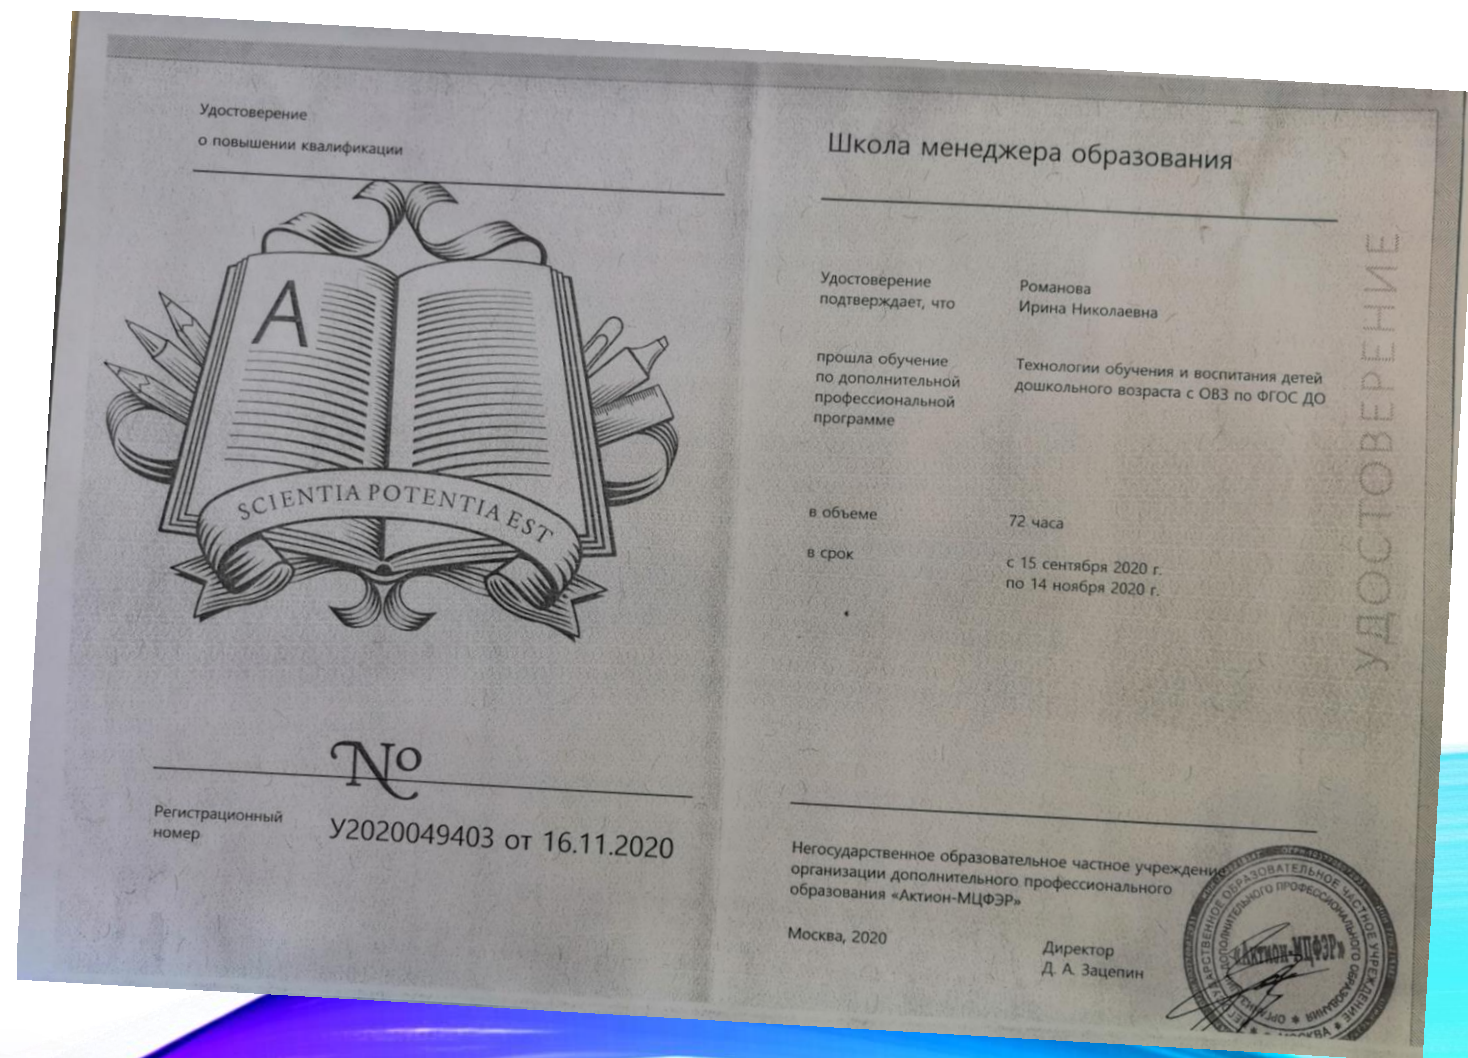 Удостоверение
о повышении квалификации
A
SCIENTIA POTENTIA EST
№
Регистрационный
номер
У2020049403 от 16.11.2020
Школа менеджера образования
Удостоверение
подтверждает, что
Романова
Ирина Николаевна
прошла обучение
по дополнительной
профессиональной
программе
Технологии обучения и воспитания детей
дошкольного возраста с ОВЗ по ФГОС ДО
в объеме
72 часа
в срок
с 15 сентября 2020 г.
по 14 ноября 2020 г.
Негосударственное образовательное частное учреждение
организации дополнительного профессионального
образования «Актион-МЦФЭР»
Москва, 2020
Директор
Д. А. Зацепин
«Актион-МЦФЭР»
УДОСТОВЕРЕНИЕ